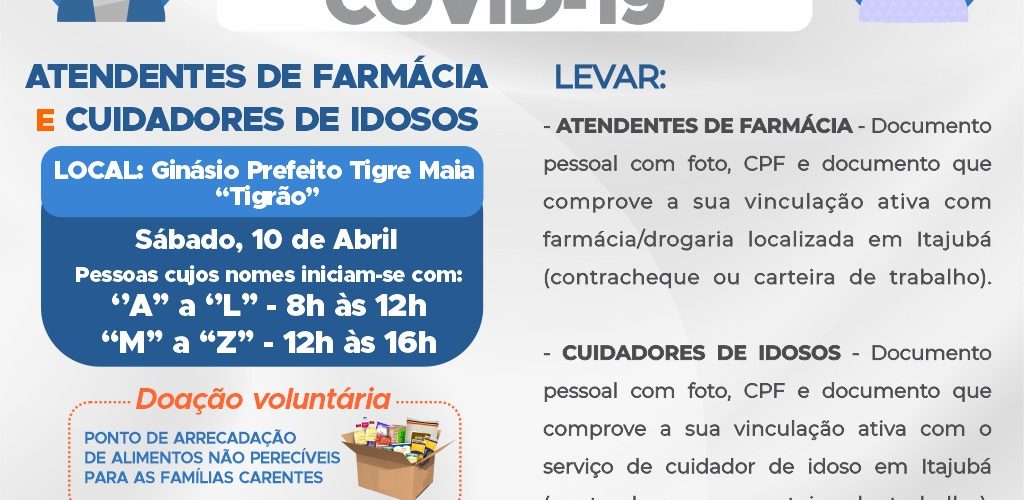 COVID-19
ATENDENTES DE FARMÁCIA
E CUIDADORES DE IDOSOS
LOCAL: Ginásio Prefeito Tigre Maia
“Tigrão”
Sábado, 10 de Abril
Pessoas cujos nomes iniciam-se com:
‘’A” a ‘’L” - 8h às 12h
“M” a “Z” - 12h às 16h
Doação voluntária
PONTO DE ARRECADAÇÃO
DE ALIMENTOS NÃO PERECÍVEIS
PARA AS FAMÍLIAS CARENTES
LEVAR:
- ATENDENTES DE FARMÁCIA - Documento
pessoal com foto, CPF e documento que
comprove a sua vinculação ativa com
farmácia/drogaria localizada em Itajubá
(contracheque ou carteira de trabalho).
- CUIDADORES DE IDOSOS - Documento
pessoal com foto, CPF e documento que
comprove a sua vinculação ativa com o
serviço de cuidador de idoso em Itajubá